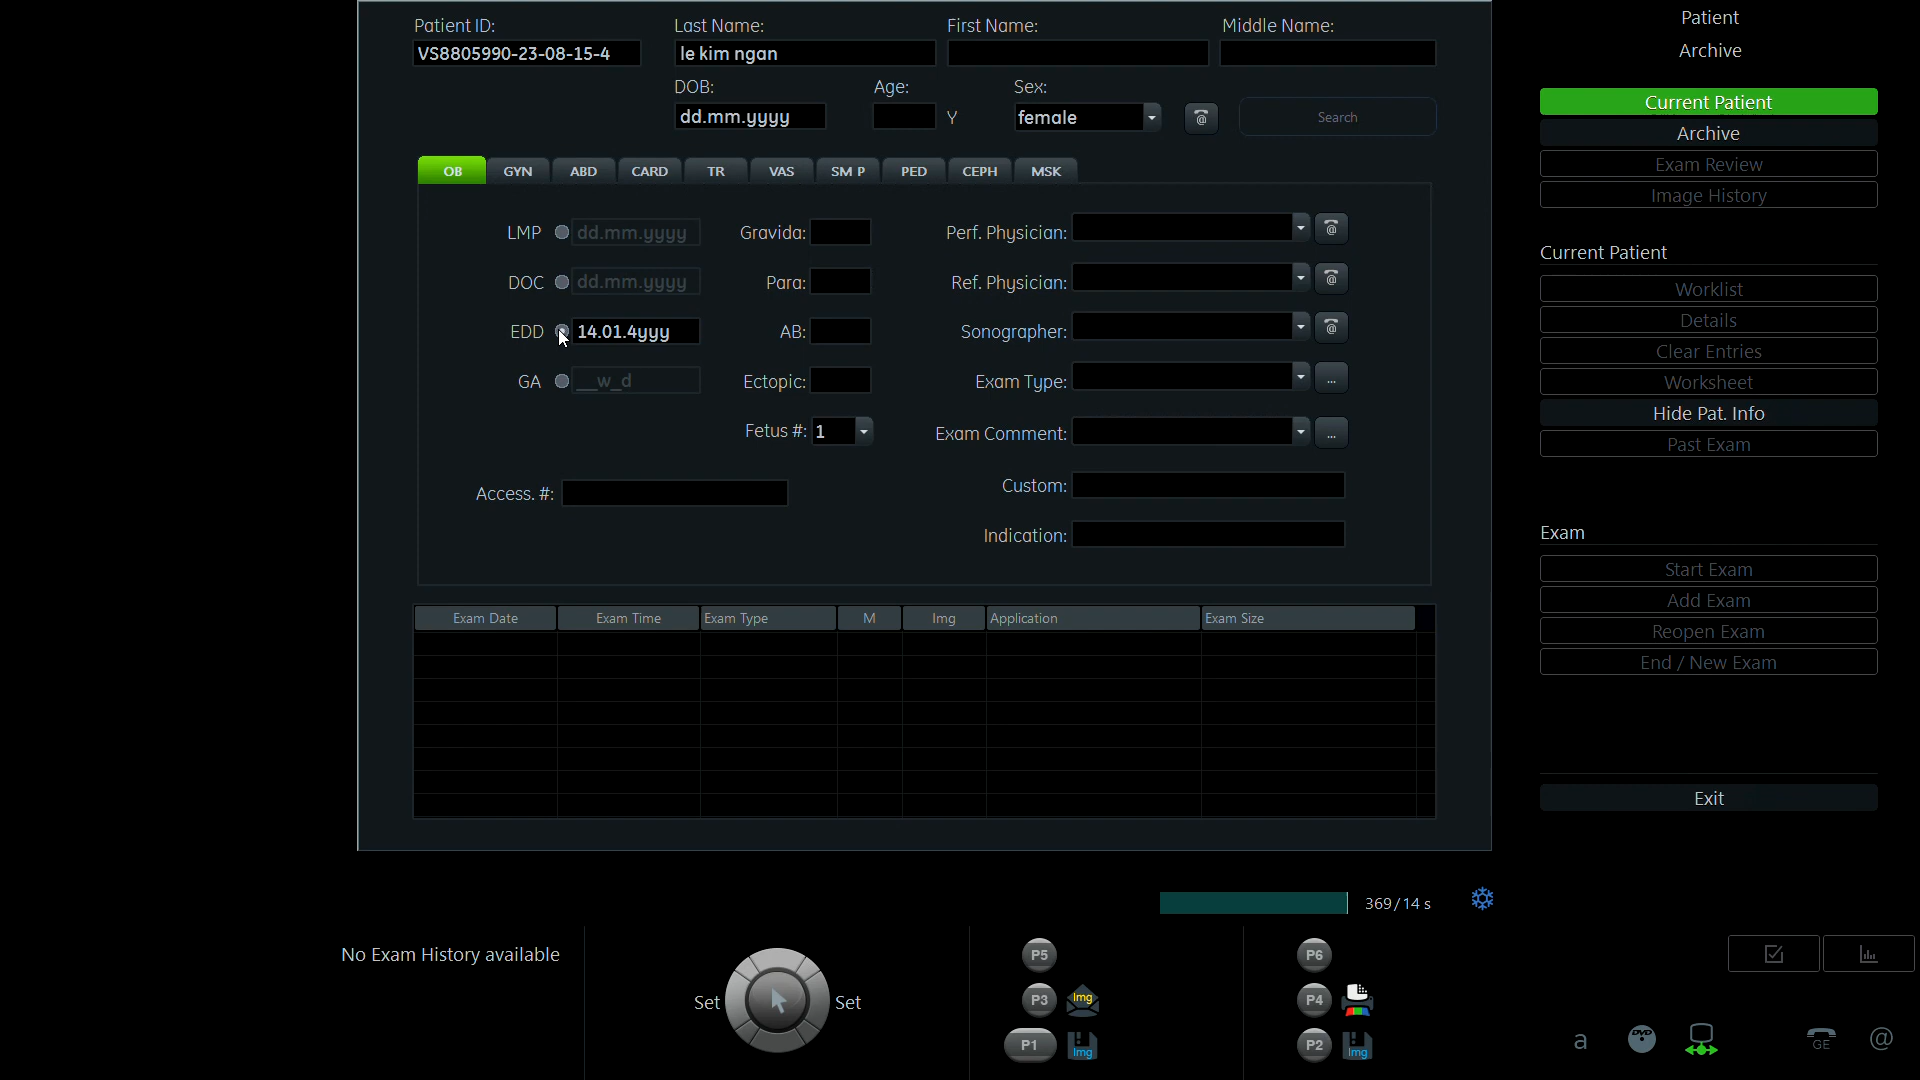 Patient ID: Last Name: First Name: Middle Name:
VS8805990-23-08-15-4 le kim ngan
DOB: Age: Sex:
dd.mm.yyyy Y female Search
OB GYN ABD CARD TR VAS SM P PED CEPH MSK
LMP dd.mm.yyyy Gravida: Perf. Physician:
DOC dd.mm.yyyy Para: Ref. Physician:
EDD 14.01.4yyy AB: Sonographer:
GA __w_d Ectopic: Exam Type: ...
Fetus #: 1 Exam Comment: ...
Access. #: Custom:
Indication:
Exam Date Exam Time Exam Type M Img Application Exam Size
369/14 s
No Exam History available
Set Set
P5
P3 Img
P1 Img
P6
P4
P2 Img
Patient
Archive
Current Patient
Archive
Exam Review
Image History
Current Patient
Worklist
Details
Clear Entries
Worksheet
Hide Pat. Info
Past Exam
Exam
Start Exam
Add Exam
Reopen Exam
End / New Exam
Exit
a DVD GE @